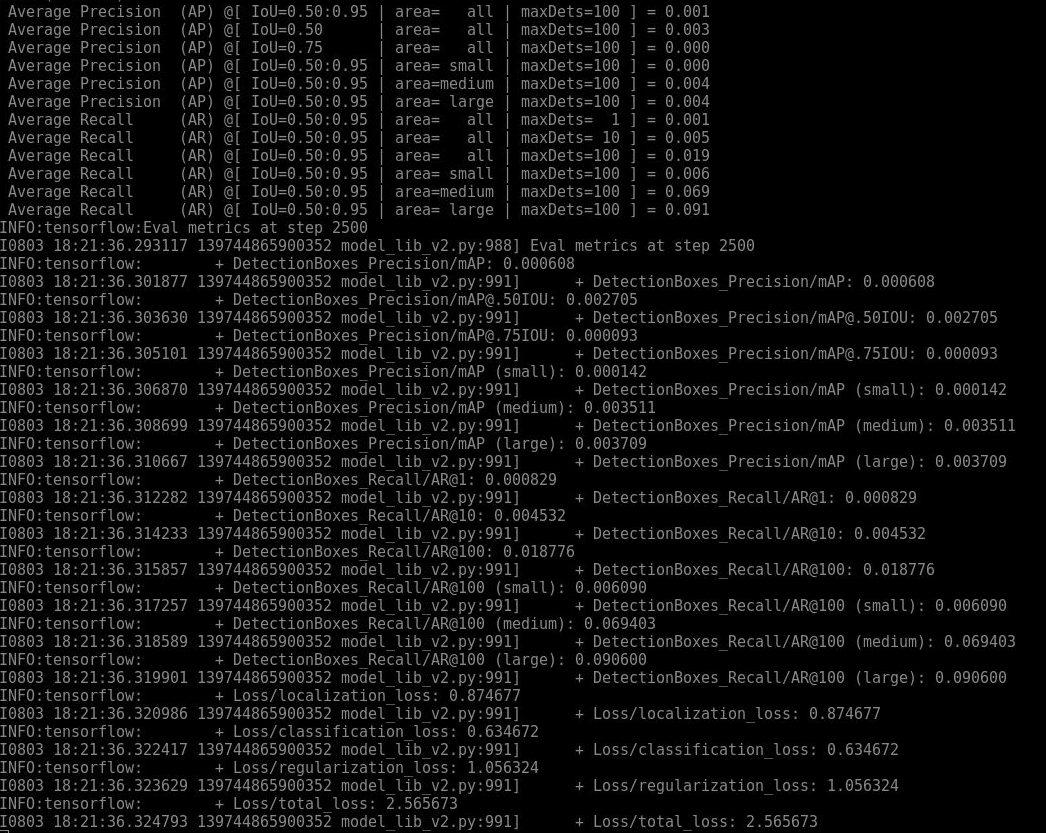 Average Precision  (AP) @[ IoU=0.50:0.95 | area=   all | maxDets=100 ] = 0.001
Average Precision  (AP) @[ IoU=0.50      | area=   all | maxDets=100 ] = 0.003
Average Precision  (AP) @[ IoU=0.75      | area=   all | maxDets=100 ] = 0.000
Average Precision  (AP) @[ IoU=0.50:0.95 | area= small | maxDets=100 ] = 0.000
Average Precision  (AP) @[ IoU=0.50:0.95 | area=medium | maxDets=100 ] = 0.004
Average Precision  (AP) @[ IoU=0.50:0.95 | area= large | maxDets=100 ] = 0.004
Average Recall     (AR) @[ IoU=0.50:0.95 | area=   all | maxDets=  1 ] = 0.001
Average Recall     (AR) @[ IoU=0.50:0.95 | area=   all | maxDets= 10 ] = 0.005
Average Recall     (AR) @[ IoU=0.50:0.95 | area=   all | maxDets=100 ] = 0.019
Average Recall     (AR) @[ IoU=0.50:0.95 | area= small | maxDets=100 ] = 0.006
Average Recall     (AR) @[ IoU=0.50:0.95 | area=medium | maxDets=100 ] = 0.069
Average Recall     (AR) @[ IoU=0.50:0.95 | area= large | maxDets=100 ] = 0.091
INFO:tensorflow:Eval metrics at step 2500
I0803 18:21:36.293117 139744865900352 model_lib_v2.py:988] Eval metrics at step 2500
INFO:tensorflow:        + DetectionBoxes_Precision/mAP: 0.000608
I0803 18:21:36.301877 139744865900352 model_lib_v2.py:991]      + DetectionBoxes_Precision/mAP: 0.000608
INFO:tensorflow:        + DetectionBoxes_Precision/mAP@.50IOU: 0.002705
I0803 18:21:36.303630 139744865900352 model_lib_v2.py:991]      + DetectionBoxes_Precision/mAP@.50IOU: 0.002705
INFO:tensorflow:        + DetectionBoxes_Precision/mAP@.75IOU: 0.000093
I0803 18:21:36.305101 139744865900352 model_lib_v2.py:991]      + DetectionBoxes_Precision/mAP@.75IOU: 0.000093
INFO:tensorflow:        + DetectionBoxes_Precision/mAP (small): 0.000142
I0803 18:21:36.306870 139744865900352 model_lib_v2.py:991]      + DetectionBoxes_Precision/mAP (small): 0.000142
INFO:tensorflow:        + DetectionBoxes_Precision/mAP (medium): 0.003511
I0803 18:21:36.308699 139744865900352 model_lib_v2.py:991]      + DetectionBoxes_Precision/mAP (medium): 0.003511
INFO:tensorflow:        + DetectionBoxes_Precision/mAP (large): 0.003709
I0803 18:21:36.310667 139744865900352 model_lib_v2.py:991]      + DetectionBoxes_Precision/mAP (large): 0.003709
INFO:tensorflow:        + DetectionBoxes_Recall/AR@1: 0.000829
I0803 18:21:36.312282 139744865900352 model_lib_v2.py:991]      + DetectionBoxes_Recall/AR@1: 0.000829
INFO:tensorflow:        + DetectionBoxes_Recall/AR@10: 0.004532
I0803 18:21:36.314233 139744865900352 model_lib_v2.py:991]      + DetectionBoxes_Recall/AR@10: 0.004532
INFO:tensorflow:        + DetectionBoxes_Recall/AR@100: 0.018776
I0803 18:21:36.315857 139744865900352 model_lib_v2.py:991]      + DetectionBoxes_Recall/AR@100: 0.018776
INFO:tensorflow:        + DetectionBoxes_Recall/AR@100 (small): 0.006090
I0803 18:21:36.317257 139744865900352 model_lib_v2.py:991]      + DetectionBoxes_Recall/AR@100 (small): 0.006090
INFO:tensorflow:        + DetectionBoxes_Recall/AR@100 (medium): 0.069403
I0803 18:21:36.318589 139744865900352 model_lib_v2.py:991]      + DetectionBoxes_Recall/AR@100 (medium): 0.069403
INFO:tensorflow:        + DetectionBoxes_Recall/AR@100 (large): 0.090600
I0803 18:21:36.319901 139744865900352 model_lib_v2.py:991]      + DetectionBoxes_Recall/AR@100 (large): 0.090600
INFO:tensorflow:        + Loss/localization_loss: 0.874677
I0803 18:21:36.320986 139744865900352 model_lib_v2.py:991]      + Loss/localization_loss: 0.874677
INFO:tensorflow:        + Loss/classification_loss: 0.634672
I0803 18:21:36.322417 139744865900352 model_lib_v2.py:991]      + Loss/classification_loss: 0.634672
INFO:tensorflow:        + Loss/regularization_loss: 1.056324
I0803 18:21:36.323629 139744865900352 model_lib_v2.py:991]      + Loss/regularization_loss: 1.056324
INFO:tensorflow:        + Loss/total_loss: 2.565673
I0803 18:21:36.324793 139744865900352 model_lib_v2.py:991]      + Loss/total_loss: 2.565673